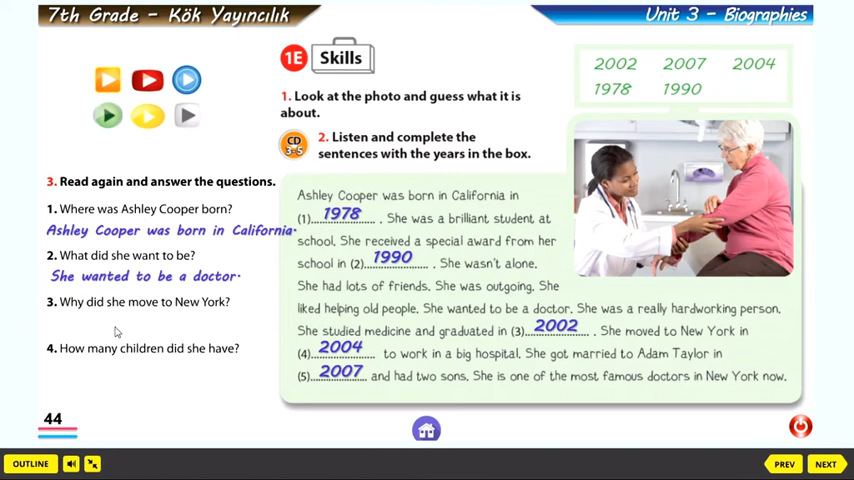 7th Grade – Kök Yayıncılık
Unit 3 – Biographies
1E Skills
1. Look at the photo and guess what it is
about.
CD
3·5
2. Listen and complete the
sentences with the years in the box.
2002 2007 2004
1978 1990
3. Read again and answer the questions.
1. Where was Ashley Cooper born?
Ashley Cooper was born in California.
2. What did she want to be?
She wanted to be a doctor.
3. Why did she move to New York?
4. How many children did she have?
Ashley Cooper was born in California in
(1) 1978 . She was a brilliant student at
school. She received a special award from her
school in (2) 1990 . She wasn't alone.
She had lots of friends. She was outgoing. She
liked helping old people. She wanted to be a doctor. She was a really hardworking person.
She studied medicine and graduated in (3) 2002 . She moved to New York in
(4) 2004 to work in a big hospital. She got married to Adam Taylor in
(5) 2007 and had two sons. She is one of the most famous doctors in New York now.
44
OUTLINE
PREV
NEXT